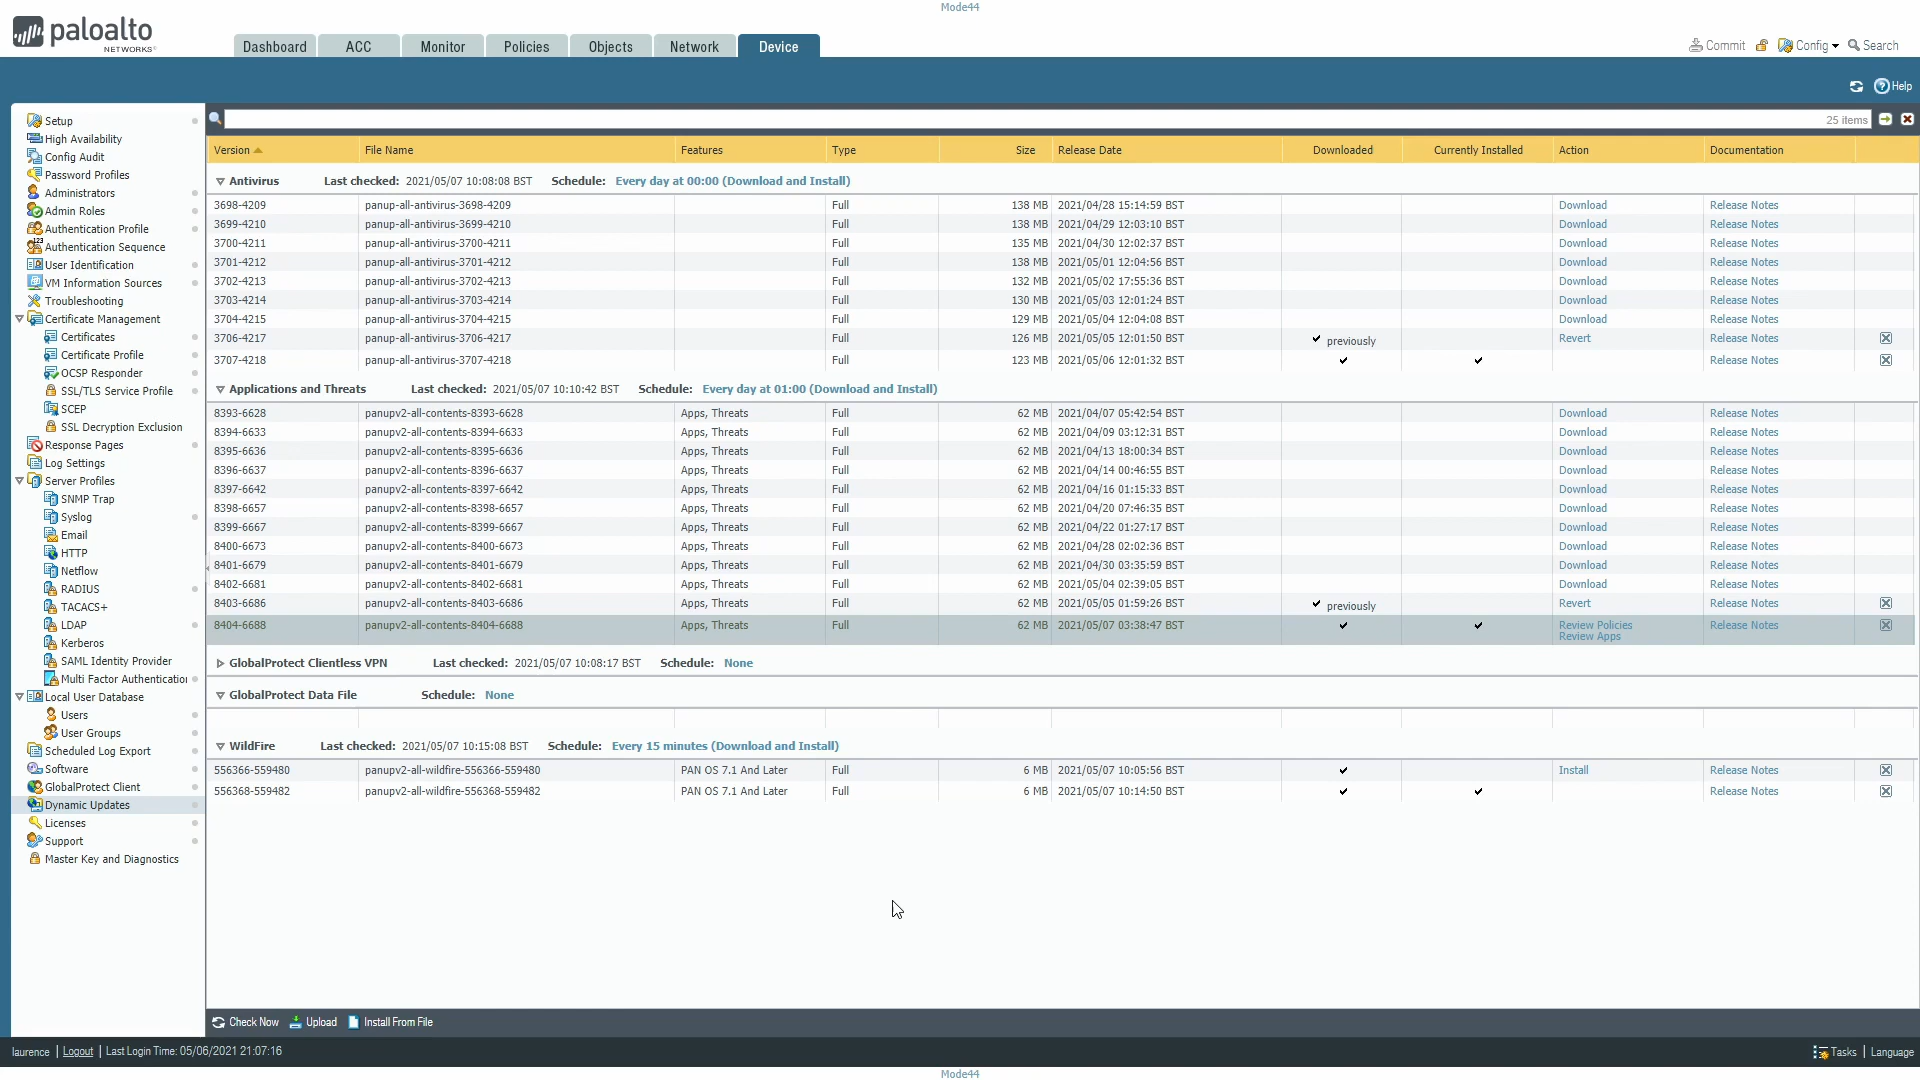 Mode44
paloalto
NETWORKS®
Dashboard ACC Monitor Policies Objects Network Device
Commit Config Search
Help
25 items
Setup
High Availability
Config Audit
Password Profiles
Administrators
Admin Roles
Authentication Profile
Authentication Sequence
User Identification
VM Information Sources
Troubleshooting
Certificate Management
Certificates
Certificate Profile
OCSP Responder
SSL/TLS Service Profile
SCEP
SSL Decryption Exclusion
Response Pages
Log Settings
Server Profiles
SNMP Trap
Syslog
Email
HTTP
Netflow
RADIUS
TACACS+
LDAP
Kerberos
SAML Identity Provider
Multi Factor Authentication
Local User Database
Users
User Groups
Scheduled Log Export
Software
GlobalProtect Client
Dynamic Updates
Licenses
Support
Master Key and Diagnostics
Version File Name Features Type Size Release Date Downloaded Currently Installed Action Documentation
Antivirus Last checked: 2021/05/07 10:08:08 BST Schedule: Every day at 00:00 (Download and Install)
3698-4209 panup-all-antivirus-3698-4209 Full 138 MB 2021/04/28 15:14:59 BST Download Release Notes
3699-4210 panup-all-antivirus-3699-4210 Full 138 MB 2021/04/29 12:03:10 BST Download Release Notes
3700-4211 panup-all-antivirus-3700-4211 Full 135 MB 2021/04/30 12:02:37 BST Download Release Notes
3701-4212 panup-all-antivirus-3701-4212 Full 138 MB 2021/05/01 12:04:56 BST Download Release Notes
3702-4213 panup-all-antivirus-3702-4213 Full 132 MB 2021/05/02 17:55:36 BST Download Release Notes
3703-4214 panup-all-antivirus-3703-4214 Full 130 MB 2021/05/03 12:01:24 BST Download Release Notes
3704-4215 panup-all-antivirus-3704-4215 Full 129 MB 2021/05/04 12:04:08 BST Download Release Notes
3706-4217 panup-all-antivirus-3706-4217 Full 126 MB 2021/05/05 12:01:50 BST ✔ previously Revert Release Notes
3707-4218 panup-all-antivirus-3707-4218 Full 123 MB 2021/05/06 12:01:32 BST ✔ ✔ Release Notes
Applications and Threats Last checked: 2021/05/07 10:10:42 BST Schedule: Every day at 01:00 (Download and Install)
8393-6628 panupv2-all-contents-8393-6628 Apps, Threats Full 62 MB 2021/04/07 05:42:54 BST Download Release Notes
8394-6633 panupv2-all-contents-8394-6633 Apps, Threats Full 62 MB 2021/04/09 03:12:31 BST Download Release Notes
8395-6636 panupv2-all-contents-8395-6636 Apps, Threats Full 62 MB 2021/04/13 18:00:34 BST Download Release Notes
8396-6637 panupv2-all-contents-8396-6637 Apps, Threats Full 62 MB 2021/04/14 00:46:55 BST Download Release Notes
8397-6642 panupv2-all-contents-8397-6642 Apps, Threats Full 62 MB 2021/04/16 01:15:33 BST Download Release Notes
8398-6657 panupv2-all-contents-8398-6657 Apps, Threats Full 62 MB 2021/04/20 07:46:35 BST Download Release Notes
8399-6667 panupv2-all-contents-8399-6667 Apps, Threats Full 62 MB 2021/04/22 01:27:17 BST Download Release Notes
8400-6673 panupv2-all-contents-8400-6673 Apps, Threats Full 62 MB 2021/04/28 02:02:36 BST Download Release Notes
8401-6679 panupv2-all-contents-8401-6679 Apps, Threats Full 62 MB 2021/04/30 03:35:59 BST Download Release Notes
8402-6681 panupv2-all-contents-8402-6681 Apps, Threats Full 62 MB 2021/05/04 02:39:05 BST Download Release Notes
8403-6686 panupv2-all-contents-8403-6686 Apps, Threats Full 62 MB 2021/05/05 01:59:26 BST ✔ previously Revert Release Notes
8404-6688 panupv2-all-contents-8404-6688 Apps, Threats Full 62 MB 2021/05/07 03:38:47 BST ✔ ✔ Review Policies Release Notes
Review Apps
GlobalProtect Clientless VPN Last checked: 2021/05/07 10:08:17 BST Schedule: None
GlobalProtect Data File Schedule: None
WildFire Last checked: 2021/05/07 10:15:08 BST Schedule: Every 15 minutes (Download and Install)
556366-559480 panupv2-all-wildfire-556366-559480 PAN OS 7.1 And Later Full 6 MB 2021/05/07 10:05:56 BST ✔ Install Release Notes
556368-559482 panupv2-all-wildfire-556368-559482 PAN OS 7.1 And Later Full 6 MB 2021/05/07 10:14:50 BST ✔ ✔ Release Notes
Check Now Upload Install From File
laurence | Logout | Last Login Time: 05/06/2021 21:07:16
Tasks | Language
Mode44